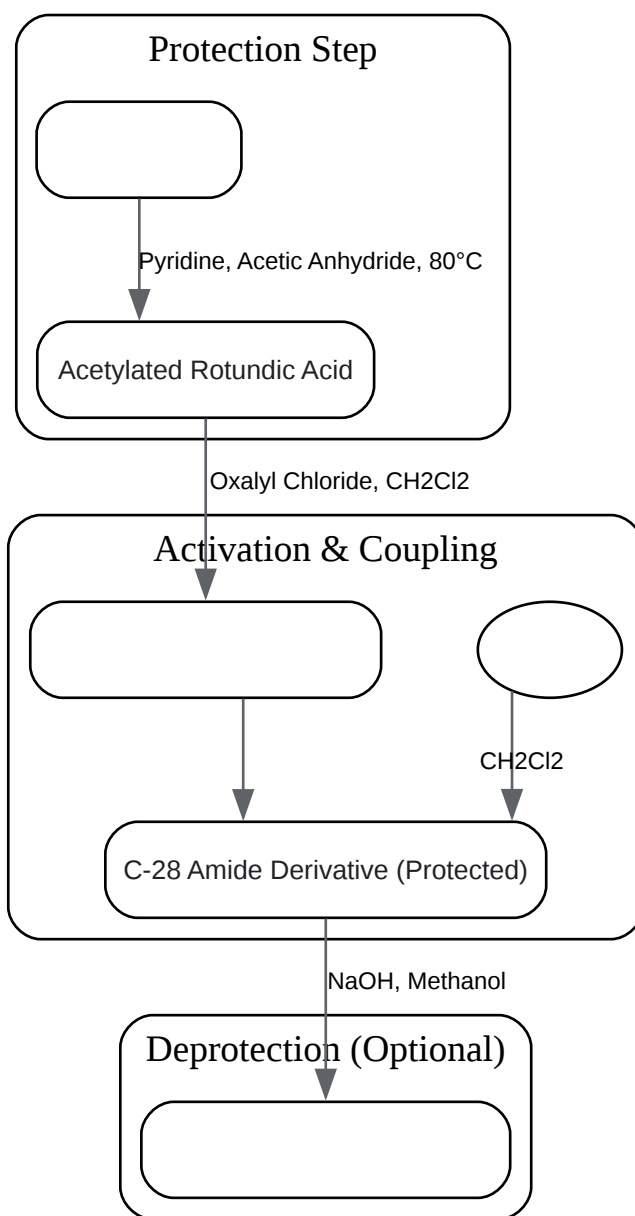 Protection Step
Pyridine, Acetic Anhydride, 80°C
Acetylated Rotundic Acid
Oxalyl Chloride, CH2Cl2
Activation & Coupling
CH2Cl2
C-28 Amide Derivative (Protected)
NaOH, Methanol
Deprotection (Optional)